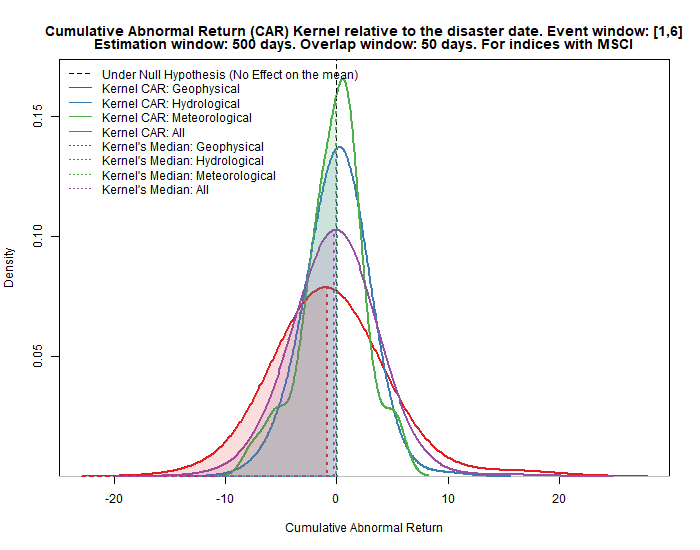 Cumulative Abnormal Return (CAR) Kernel relative to the disaster date. Event window: [1,6]
Estimation window: 500 days. Overlap window: 50 days. For indices with MSCI
Under Null Hypothesis (No Effect on the mean)
Kernel CAR: Geophysical
Kernel CAR: Hydrological
Kernel CAR: Meteorological
Kernel CAR: All
Kernel's Median: Geophysical
Kernel's Median: Hydrological
Kernel's Median: Meteorological
Kernel's Median: All
Density
0.15
0.10
0.05
-20 -10 0 10 20
Cumulative Abnormal Return